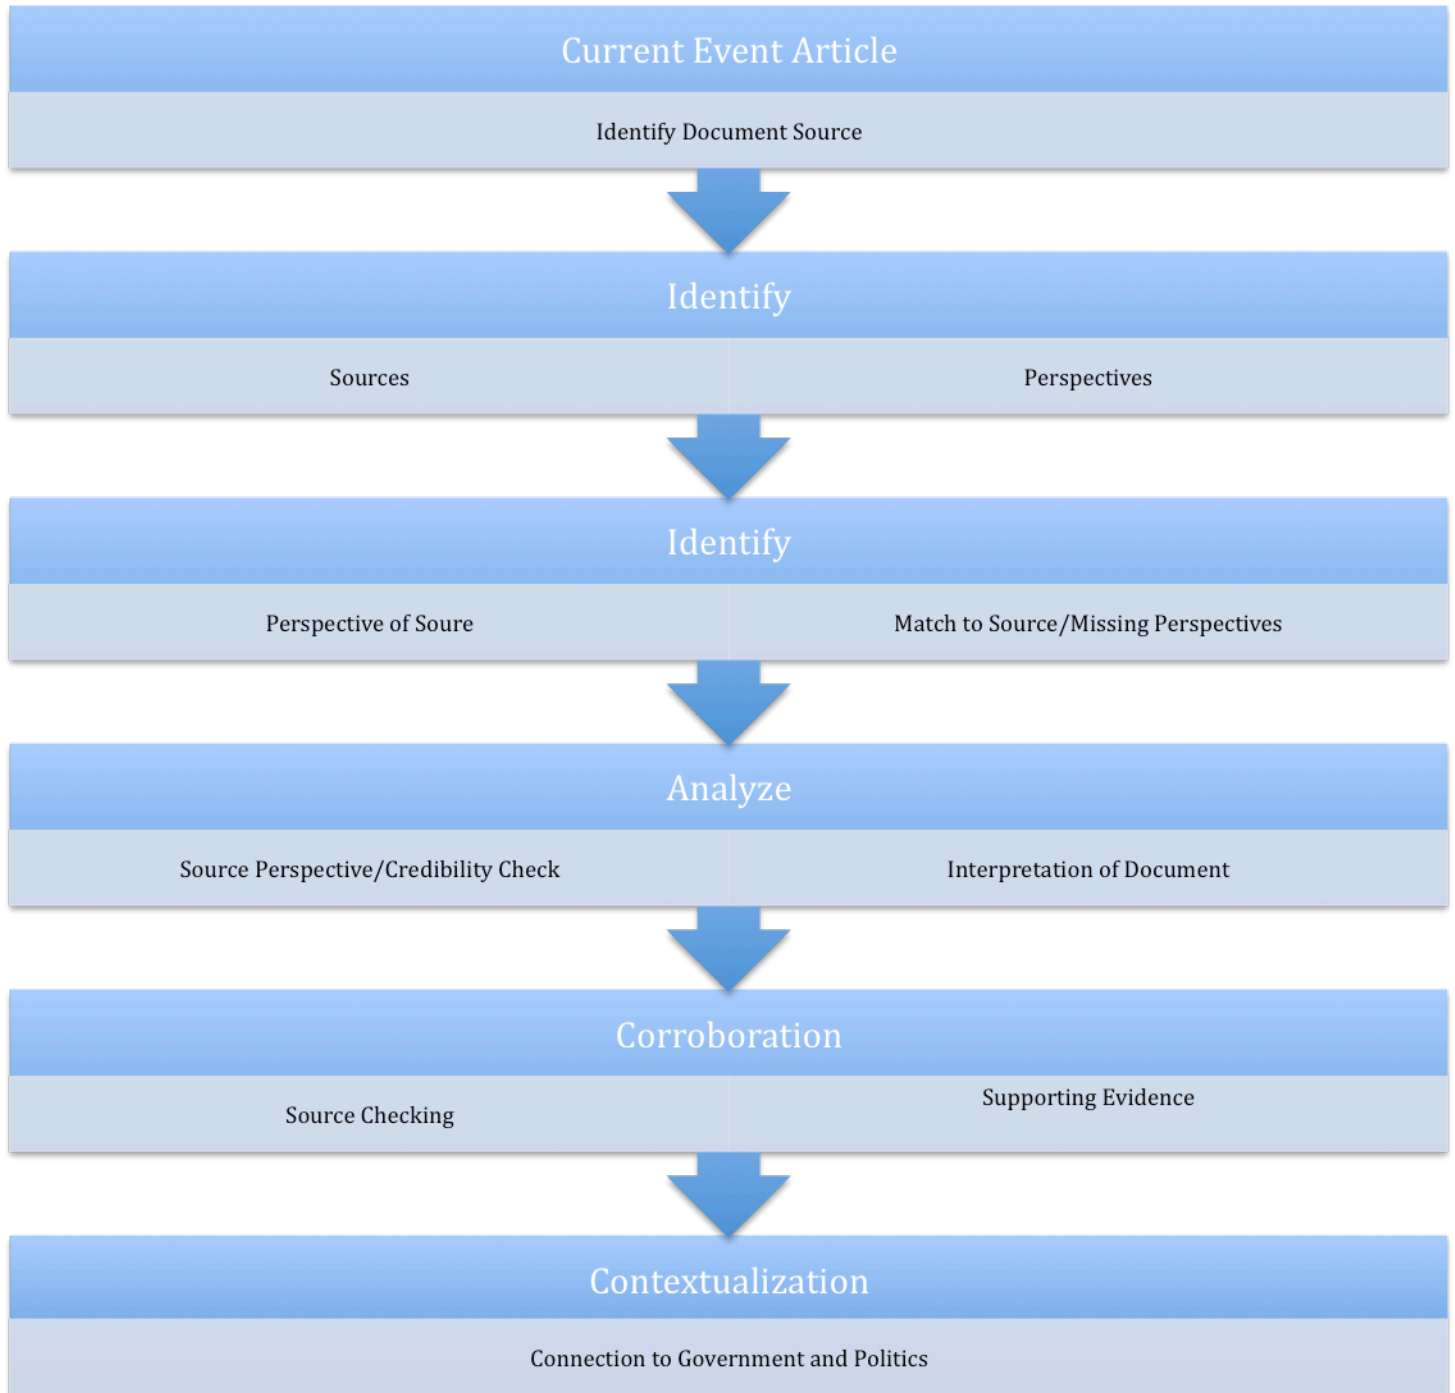 Current Event Article
Identify Document Source
Identify
Sources
Perspectives
Identify
Perspective of Soure
Match to Source/Missing Perspectives
Analyze
Source Perspective/Credibility Check
Interpretation of Document
Corroboration
Source Checking
Supporting Evidence
Contextualization
Connection to Government and Politics